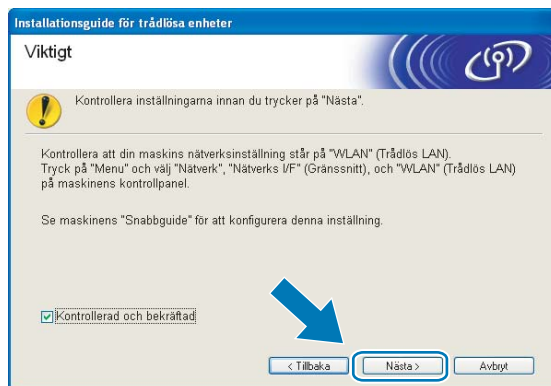 Installationsguide för trådlösa enheter
Viktigt
Kontrollera inställningarna innan du trycker på "Nästa".
Kontrollera att din maskins nätverksinställning står på "WLAN" (Trådlös LAN).
Tryck på "Menu" och välj "Nätverk", "Nätverks I/F" (Gränssnitt), och "WLAN" (Trådlös LAN)
på maskinens kontrollpanel.
Se maskinens "Snabbguide" för att konfigurera denna inställning.
Kontrollerad och bekräftad
< Tillbaka
Nästa >
Avbryt